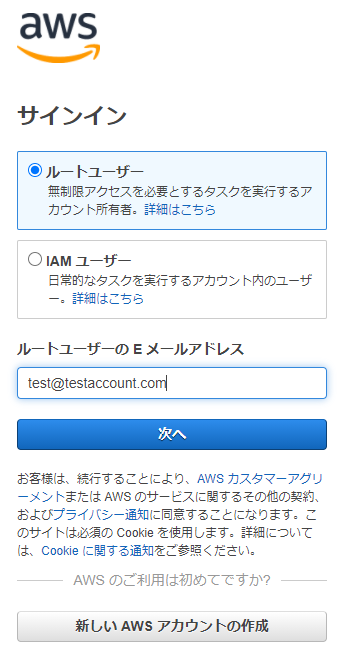 aws
サインイン
ルートユーザー
無制限アクセスを必要とするタスクを実行するア
カウント所有者。詳細はこちら
IAM ユーザー
日常的なタスクを実行するアカウント内のユーザ
ー。詳細はこちら
ルートユーザーの E メールアドレス
test@testaccount.com
次へ
お客様は、続行することにより、AWS カスタマーアグリ
ーメントまたは AWS のサービスに関するその他の契約、
およびプライバシー通知に同意することになります。こ
のサイトは必須の Cookie を使用します。詳細について
は、Cookie に関する通知をご参照ください。
AWS のご利用は初めてですか?
新しい AWS アカウントの作成